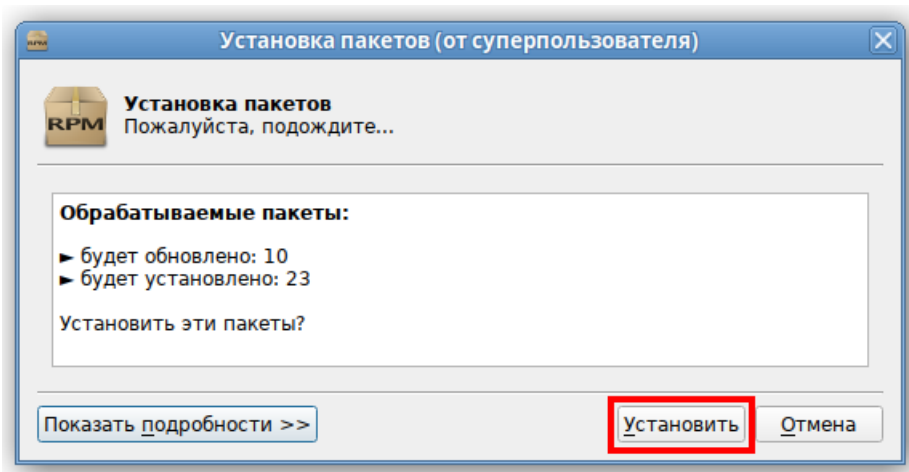 Установка пакетов (от суперпользователя)
RPM
Установка пакетов
Пожалуйста, подождите...
Обрабатываемые пакеты:
► будет обновлено: 10
► будет установлено: 23
Установить эти пакеты?
Показать подробности >>
Установить
Отмена